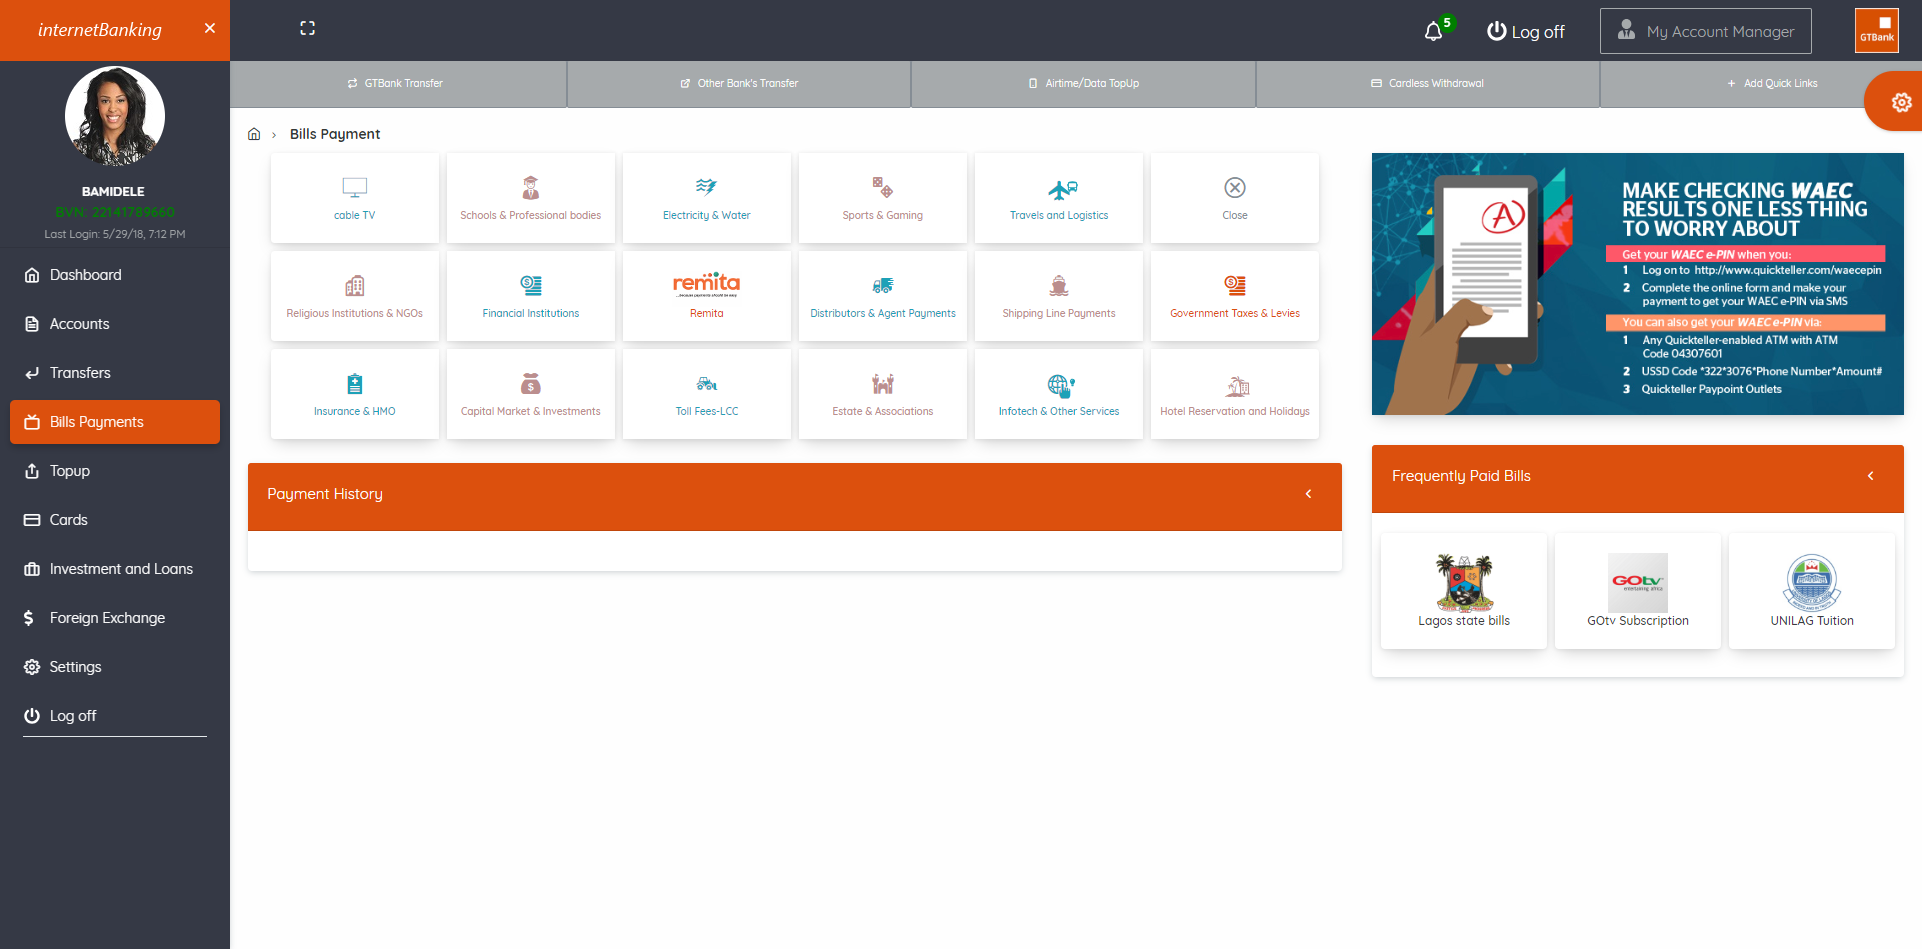 internetBanking
5
Log off
My Account Manager
GTBank
GTBank Transfer
Other Bank's Transfer
Airtime/Data TopUp
Cardless Withdrawal
Add Quick Links
BAMIDELE
BVN: 22141789660
Last Login: 5/29/18, 7:12 PM
Dashboard
Accounts
Transfers
Bills Payments
Topup
Cards
Investment and Loans
Foreign Exchange
Settings
Log off
Bills Payment
cable TV
Schools & Professional bodies
Electricity & Water
Sports & Gaming
Travels and Logistics
Close
Religious Institutions & NGOs
Financial Institutions
remita
...because payments should be easy
Remita
Distributors & Agent Payments
Shipping Line Payments
Government Taxes & Levies
Insurance & HMO
Capital Market & Investments
Toll Fees-LCC
Estate & Associations
Infotech & Other Services
Hotel Reservation and Holidays
Payment History
A
MAKE CHECKING WAEC
RESULTS ONE LESS THING
TO WORRY ABOUT
Get your WAEC e-PIN when you:
1 Log on to http://www.quickteller.com/waecepin
2 Complete the online form and make your
payment to get your WAEC e-PIN via SMS
You can also get your WAEC e-PIN via:
1 Any Quickteller-enabled ATM with ATM
Code 04307601
2 USSD Code *322*3076*Phone Number*Amount#
3 Quickteller Paypoint Outlets
Frequently Paid Bills
Lagos state bills
GOtv
entertaining africa
GOtv Subscription
UNILAG Tuition